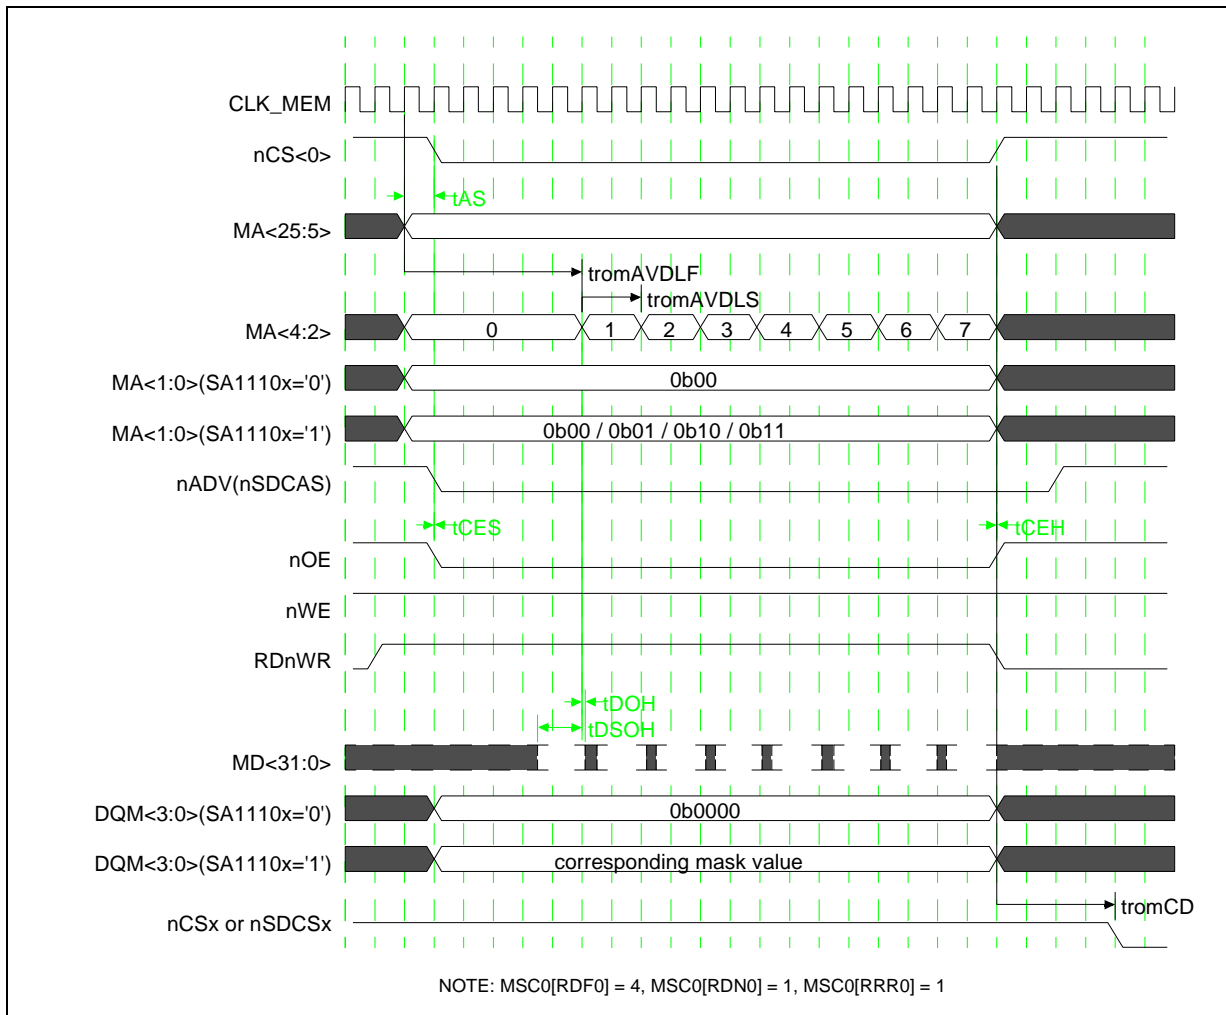 CLK_MEM
nCS<0>
tAS
MA<25:5>
tromAVDLF
tromAVDLS
MA<4:2>
0 1 2 3 4 5 6 7
MA<1:0>(SA1110x='0')
0b00
MA<1:0>(SA1110x='1')
0b00 / 0b01 / 0b10 / 0b11
nADV(nSDCAS)
tCES
tCEH
nOE
nWE
RDnWR
tDOH
tDSOH
MD<31:0>
DQM<3:0>(SA1110x='0')
0b0000
DQM<3:0>(SA1110x='1')
corresponding mask value
tromCD
nCSx or nSDCSx
NOTE: MSC0[RDF0] = 4, MSC0[RDN0] = 1, MSC0[RRR0] = 1